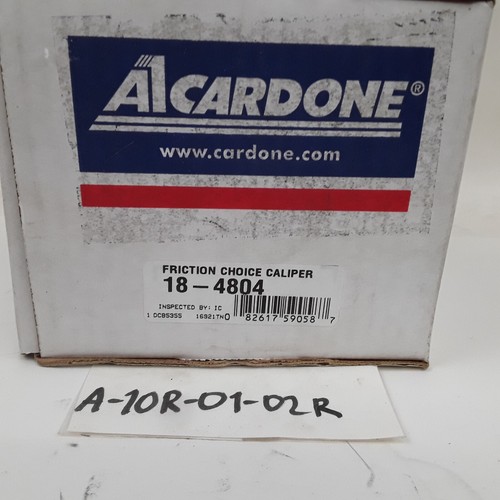 A1 CARDONE®
www.cardone.com
FRICTION CHOICE CALIPER
18-4804
INSPECTED BY: IC
1 DCBS355 16921TN
0 82617 59058 7
A-10R-01-02R